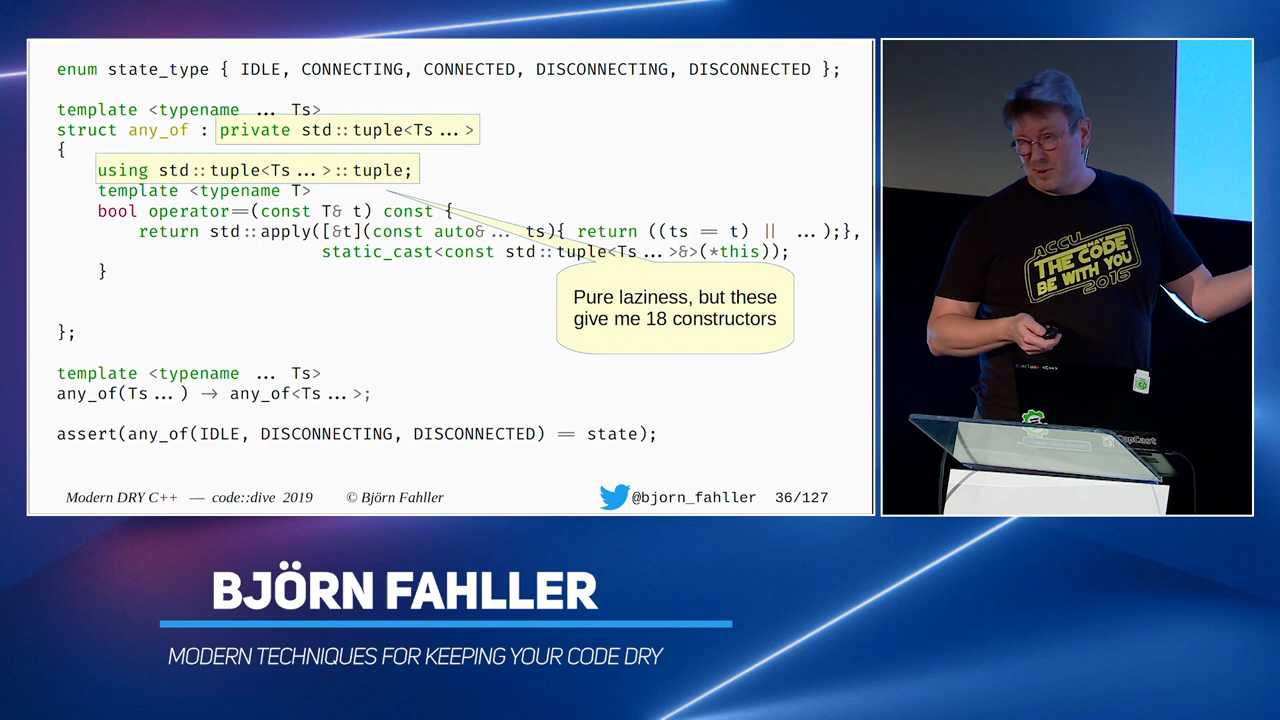 enum state_type { IDLE, CONNECTING, CONNECTED, DISCONNECTING, DISCONNECTED };
template <typename ... Ts>
struct any_of : private std::tuple<Ts...>
{
using std::tuple<Ts...>::tuple;
template <typename T>
bool operator==(const T& t) const {
return std::apply([&t](const auto& ... ts){ return ((ts == t) || ...);},
static_cast<const std::tuple<Ts...>&>(*this));
}
};
Pure laziness, but these
give me 18 constructors
template <typename ... Ts>
any_of(Ts...) -> any_of<Ts...>;
assert(any_of(IDLE, DISCONNECTING, DISCONNECTED) == state);
Modern DRY C++ — code::dive 2019 © Björn Fahller @bjorn_fahller 36/127
ACCU
MAY
THE CODE
BE WITH YOU
2016
CppCast
BJÖRN FAHLLER
MODERN TECHNIQUES FOR KEEPING YOUR CODE DRY